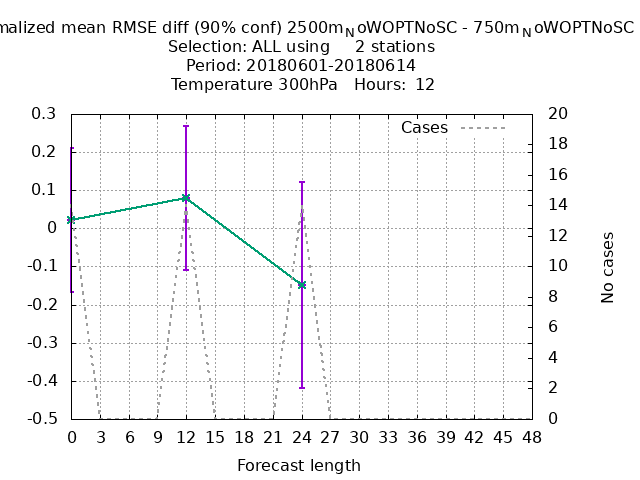 malized mean RMSE diff (90% conf) 2500mNoWOPTNoSC - 750mNoWOPTNoSC
Selection: ALL using 2 stations
Period: 20180601-20180614
Temperature 300hPa Hours: 12
Cases
0.3
0.2
0.1
0
-0.1
-0.2
-0.3
-0.4
-0.5
20
18
16
14
12
10
8
6
4
2
0
No cases
0 3 6 9 12 15 18 21 24 27 30 33 36 39 42 45 48
Forecast length